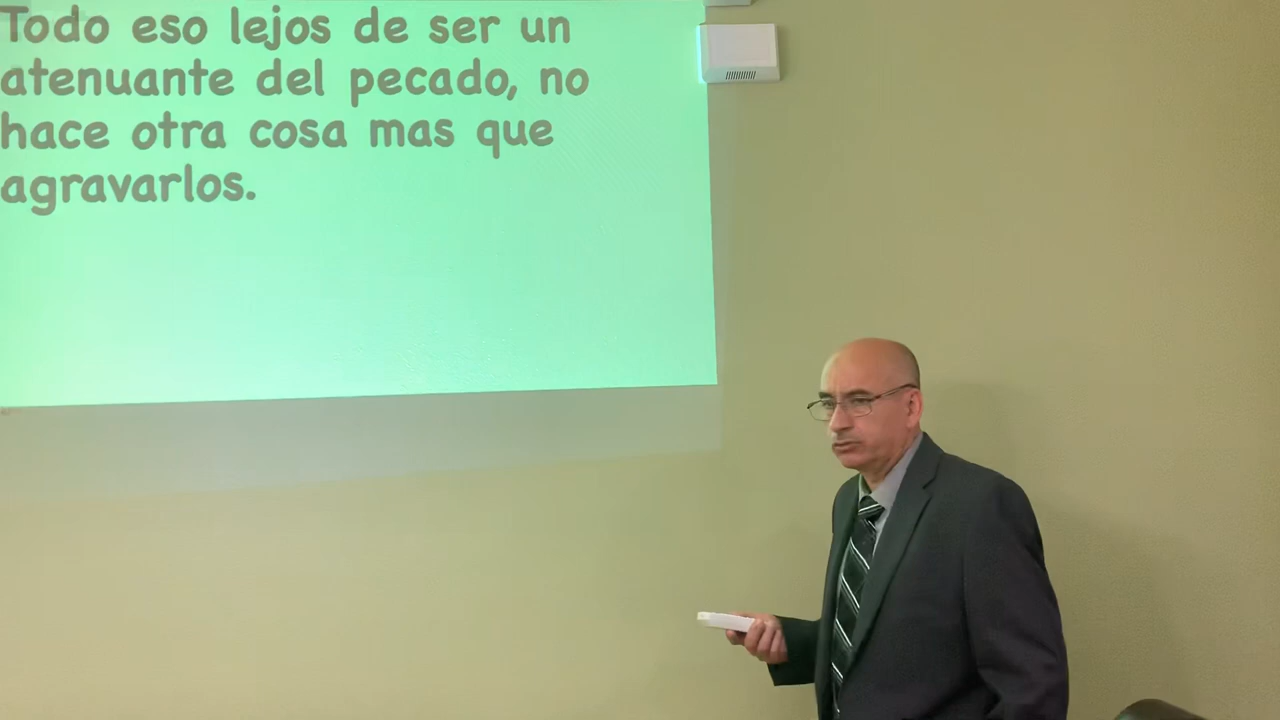 Todo eso lejos de ser un
atenuante del pecado, no
hace otra cosa mas que
agravarlos.